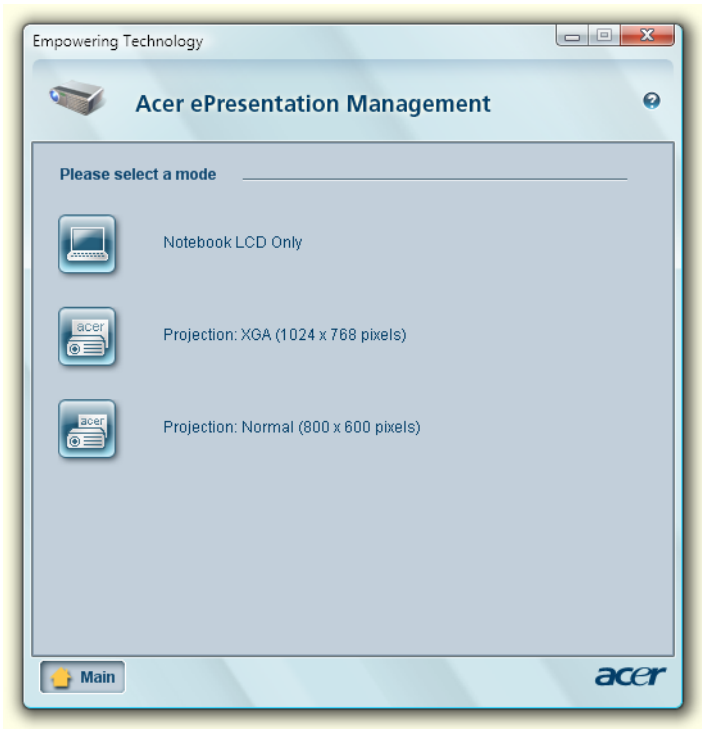 Empowering Technology
Acer ePresentation Management
?
Please select a mode
Notebook LCD Only
acer
Projection: XGA (1024 x 768 pixels)
acer
Projection: Normal (800 x 600 pixels)
Main
acer